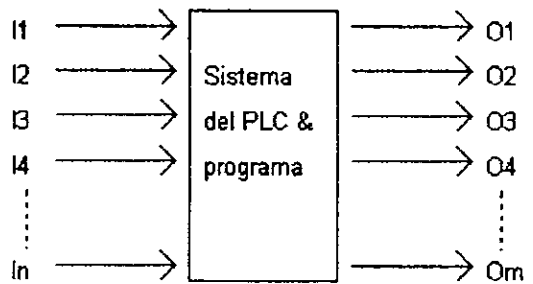 I1 O1
I2 Sistema O2
I3 del PLC & O3
I4 programa O4
In Om